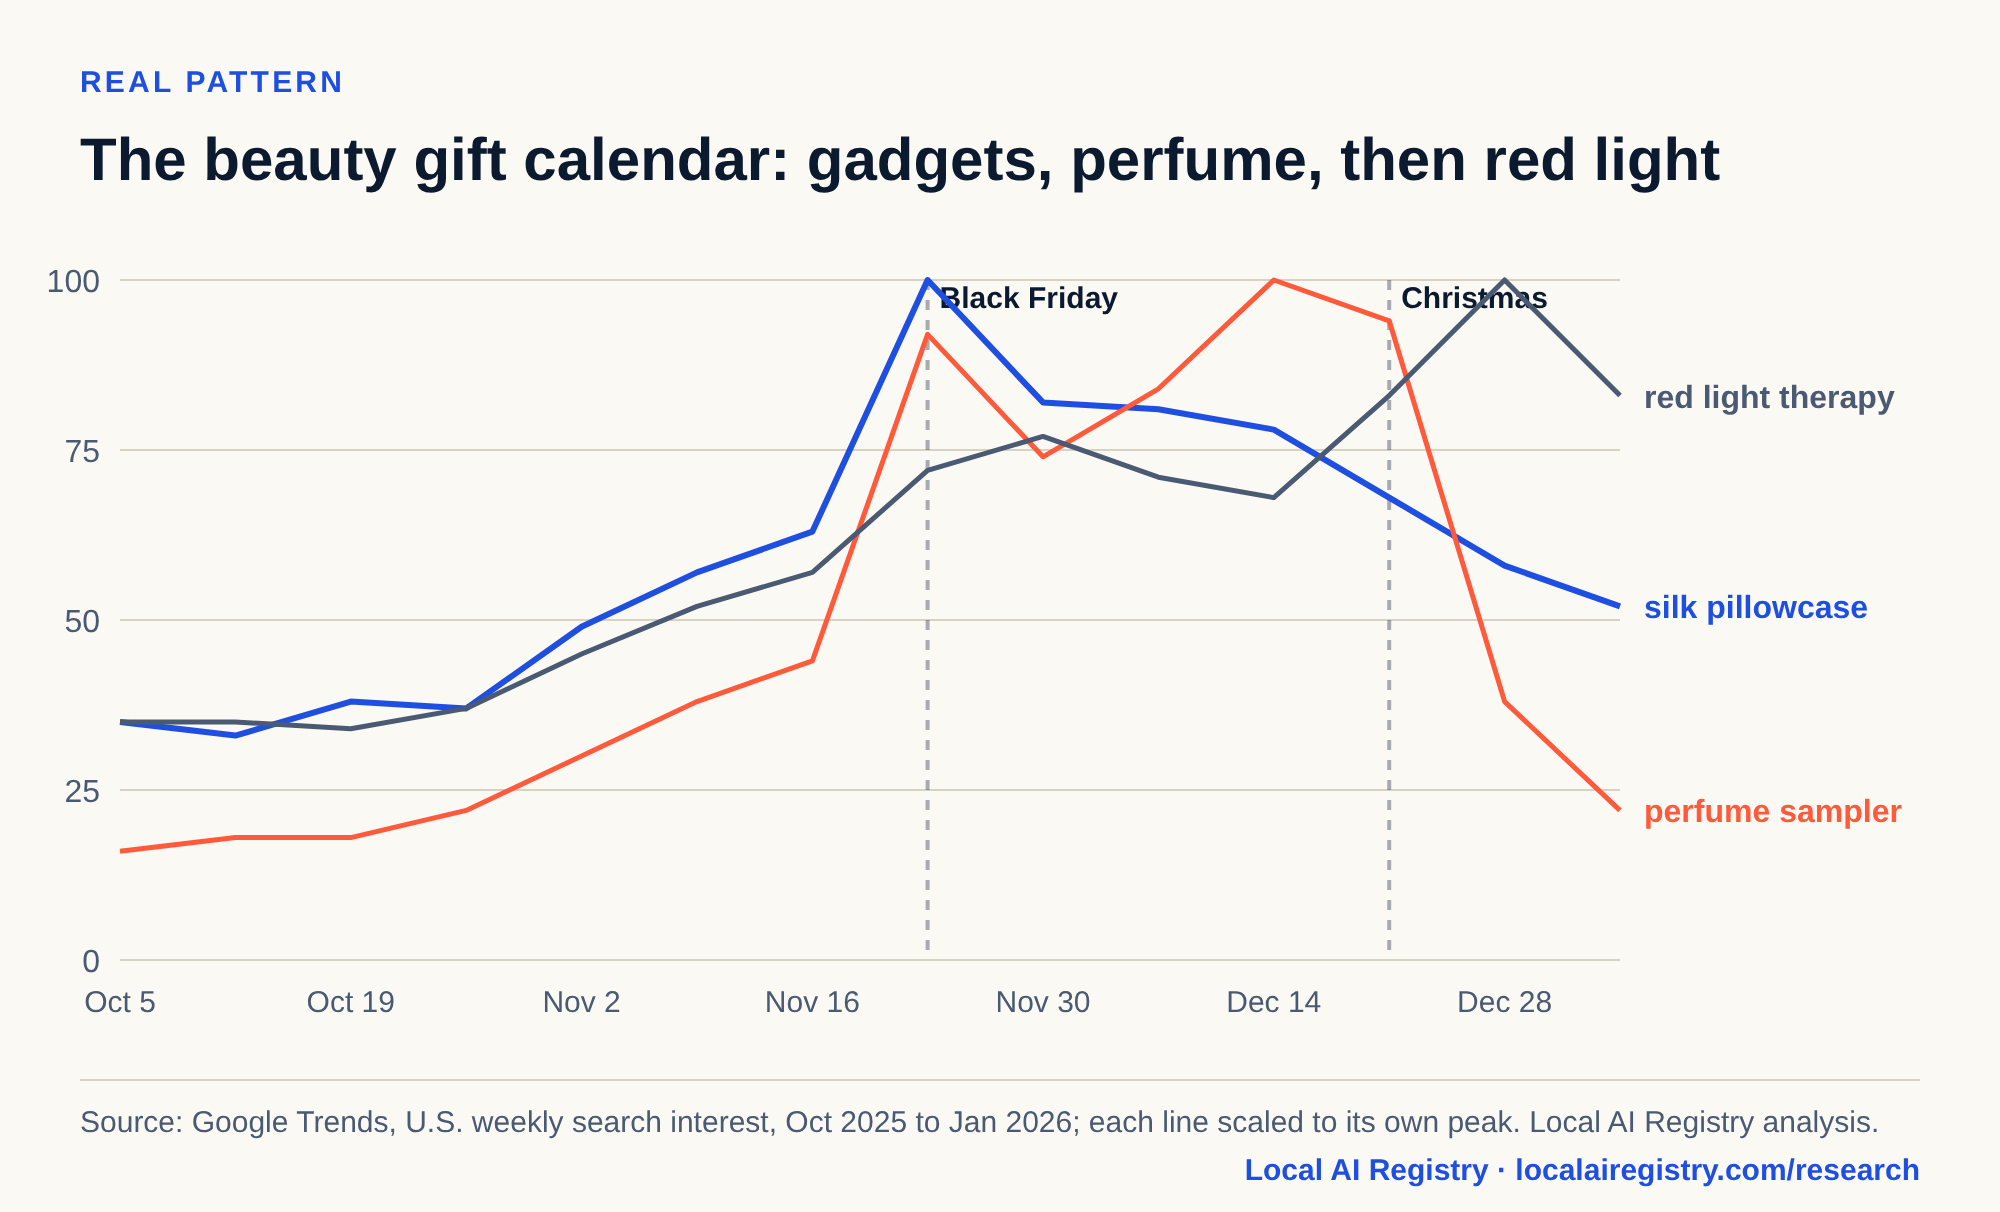 REAL PATTERN
The beauty gift calendar: gadgets, perfume, then red light
100
75
50
25
0
Black Friday
Christmas
red light therapy
silk pillowcase
perfume sampler
Oct 5
Oct 19
Nov 2
Nov 16
Nov 30
Dec 14
Dec 28
Source: Google Trends, U.S. weekly search interest, Oct 2025 to Jan 2026; each line scaled to its own peak. Local AI Registry analysis.
Local AI Registry · localairegistry.com/research